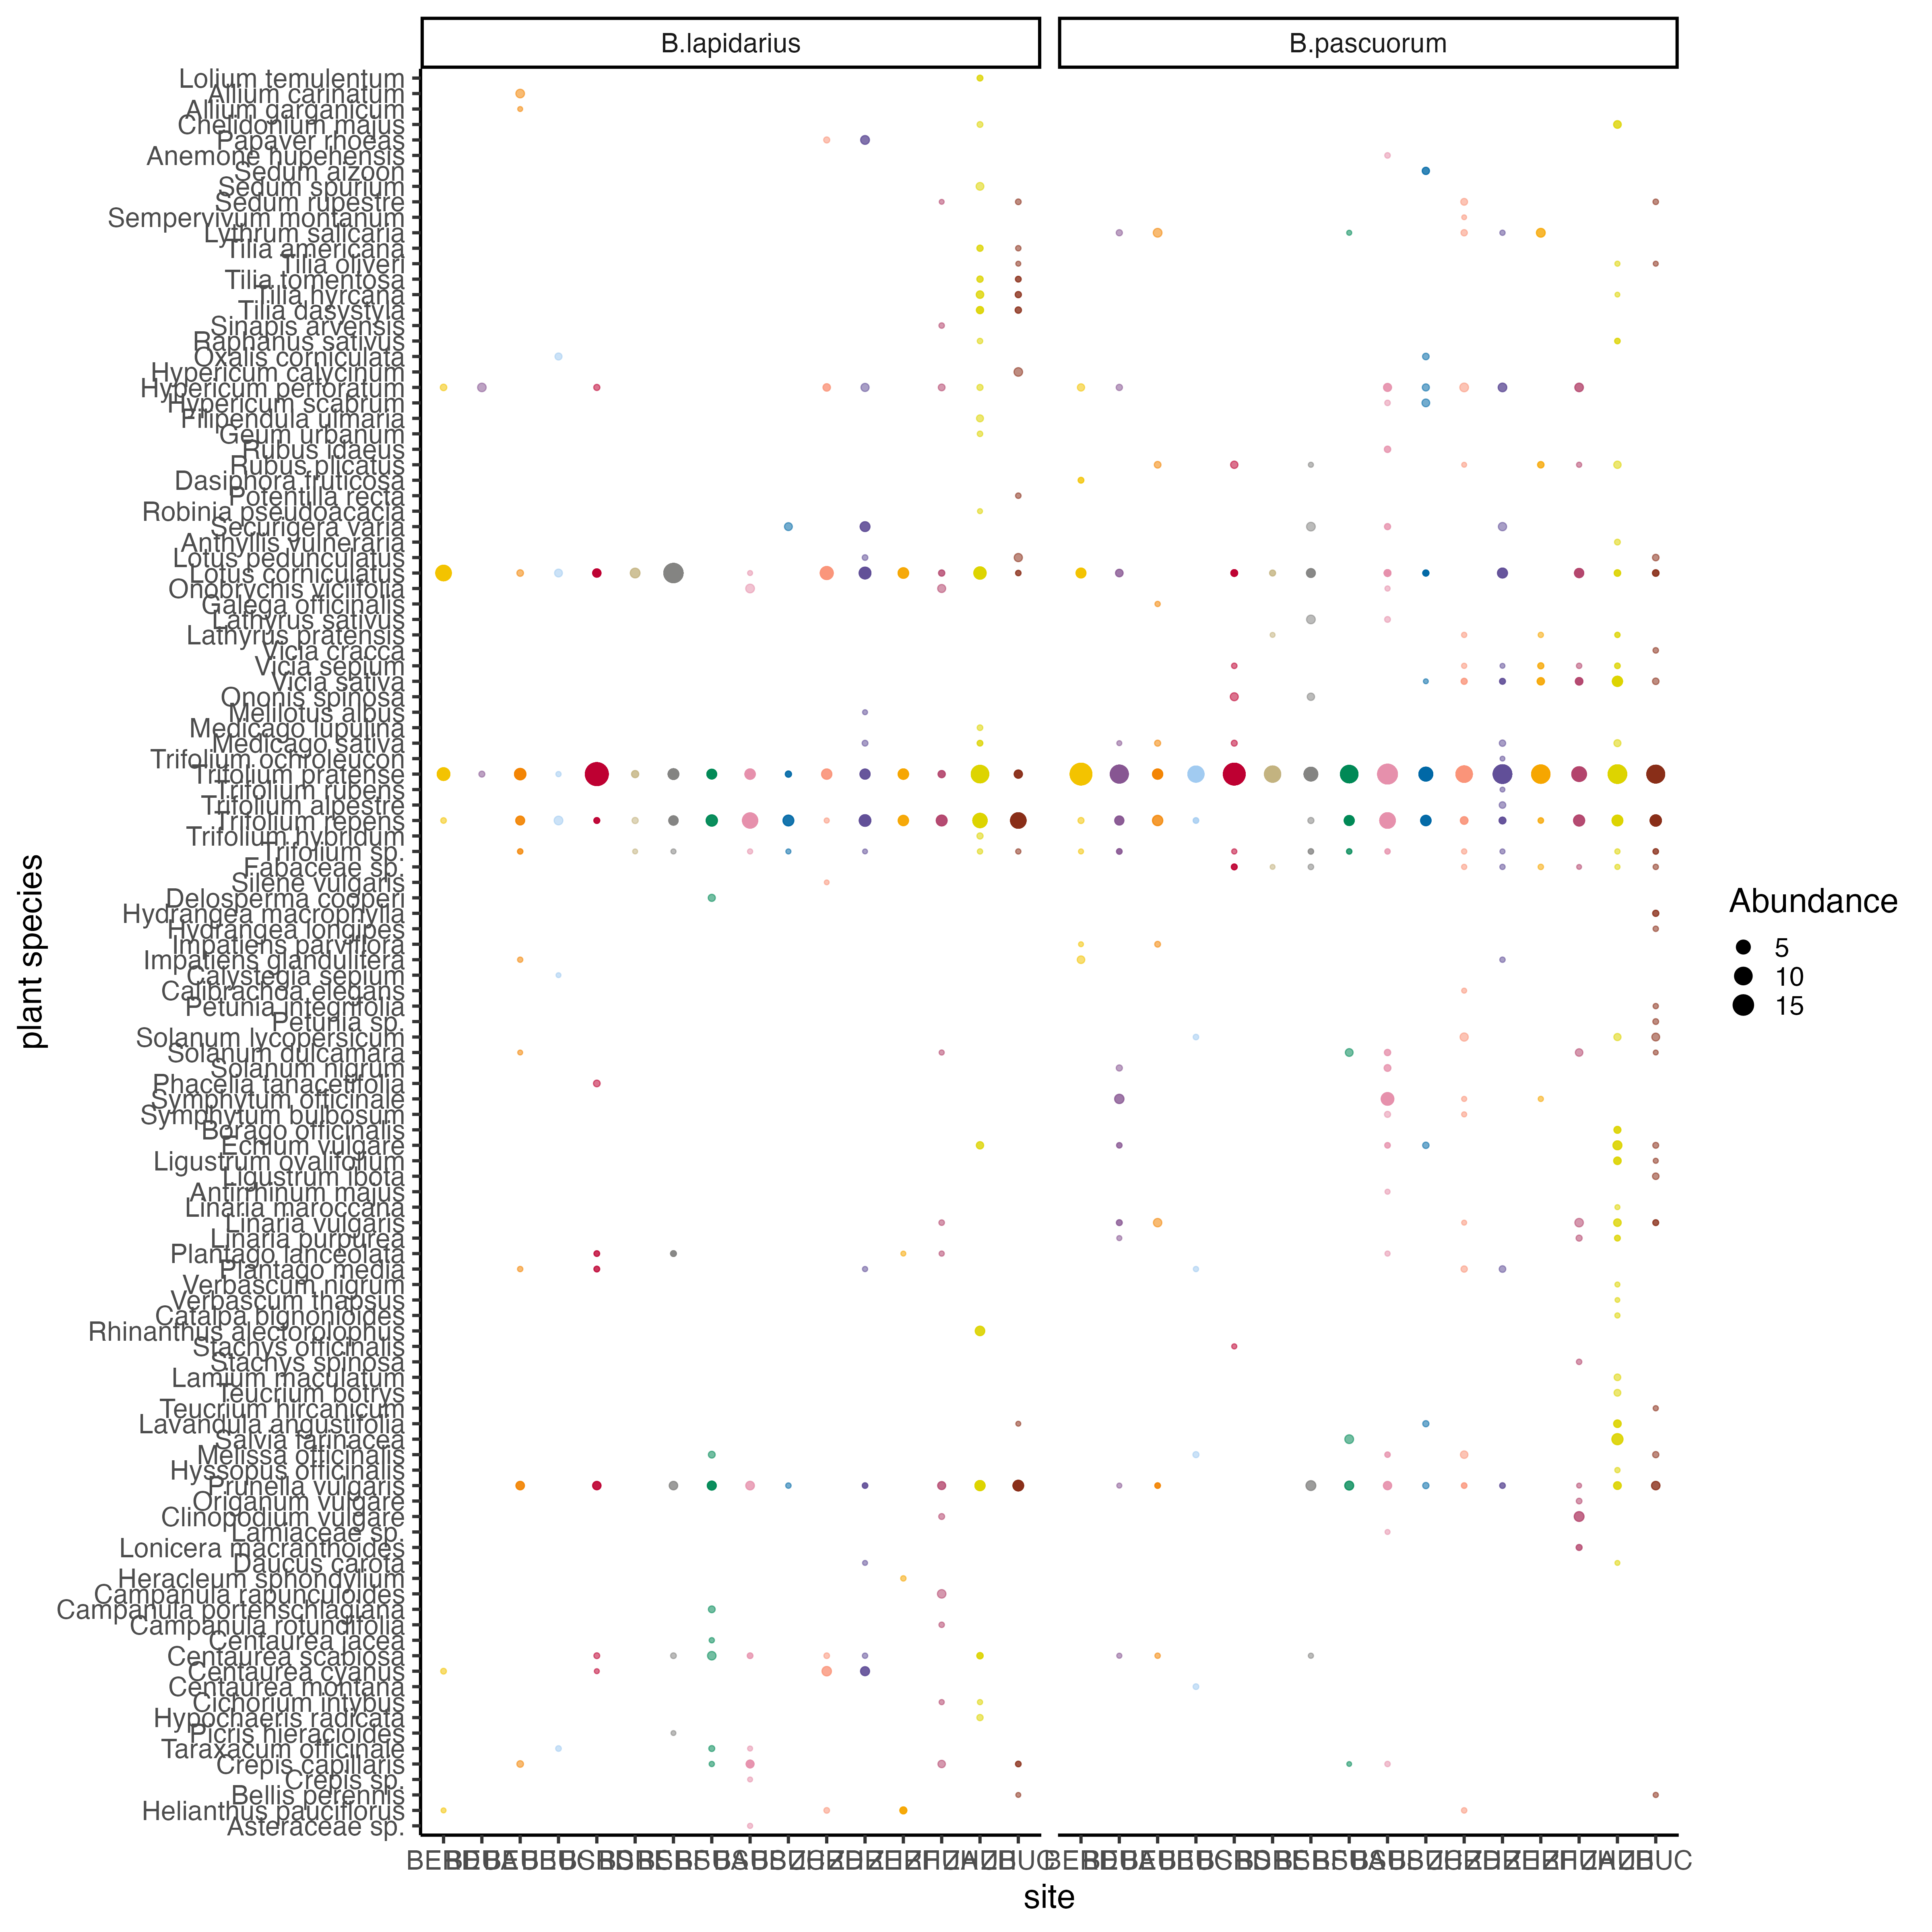 B.lapidarius
B.pascuorum
Lolium temulentum
Allium carinatum
Allium garganicum
Chelidonium majus
Papaver rhoeas
Anemone hupehensis
Sedum aizoon
Sedum spurium
Sedum rupestre
Sempervivum montanum
Lythrum salicaria
Tilia americana
Tilia oliveri
Tilia tomentosa
Tilia hyrcana
Tilia dasystyla
Sinapis arvensis
Raphanus sativus
Oxalis corniculata
Hypericum calycinum
Hypericum perforatum
Hypericum scabrum
Filipendula ulmaria
Geum urbanum
Rubus idaeus
Rubus plicatus
Dasiphora fruticosa
Potentilla recta
Robinia pseudoacacia
Securigera varia
Anthyllis vulneraria
Lotus pedunculatus
Lotus corniculatus
Onobrychis viciifolia
Galega officinalis
Lathyrus sativus
Lathyrus pratensis
Vicia cracca
Vicia sepium
Vicia sativa
Ononis spinosa
Melilotus albus
Medicago lupulina
Medicago sativa
Trifolium ochroleucon
Trifolium pratense
Trifolium rubens
Trifolium alpestre
Trifolium repens
Trifolium hybridum
Trifolium sp.
Fabaceae sp.
Silene vulgaris
Delosperma cooperi
Hydrangea macrophylla
Hydrangea longipes
Impatiens parviflora
Impatiens glandulifera
Calystegia sepium
Calibrachoa elegans
Petunia integrifolia
Petunia sp.
Solanum lycopersicum
Solanum dulcamara
Solanum nigrum
Phacelia tanacetifolia
Symphytum officinale
Symphytum bulbosum
Borago officinalis
Echium vulgare
Ligustrum ovalifolium
Ligustrum ibota
Antirrhinum majus
Linaria maroccana
Linaria vulgaris
Linaria purpurea
Plantago lanceolata
Plantago media
Verbascum nigrum
Verbascum thapsus
Catalpa bignonioides
Rhinanthus alectorolophus
Stachys officinalis
Stachys spinosa
Lamium maculatum
Teucrium botrys
Teucrium hircanicum
Lavandula angustifolia
Salvia farinacea
Melissa officinalis
Hyssopus officinalis
Prunella vulgaris
Origanum vulgare
Clinopodium vulgare
Lamiaceae sp.
Lonicera macranthoides
Daucus carota
Heracleum sphondylium
Campanula rapunculoides
Campanula portenschlagiana
Campanula rotundifolia
Centaurea jacea
Centaurea scabiosa
Centaurea cyanus
Centaurea montana
Cichorium intybus
Hypochaeris radicata
Picris hieracioides
Taraxacum officinale
Crepis capillaris
Crepis sp.
Bellis perennis
Helianthus pauciflorus
Asteraceae sp.
plant species
site
Abundance
5
10
15